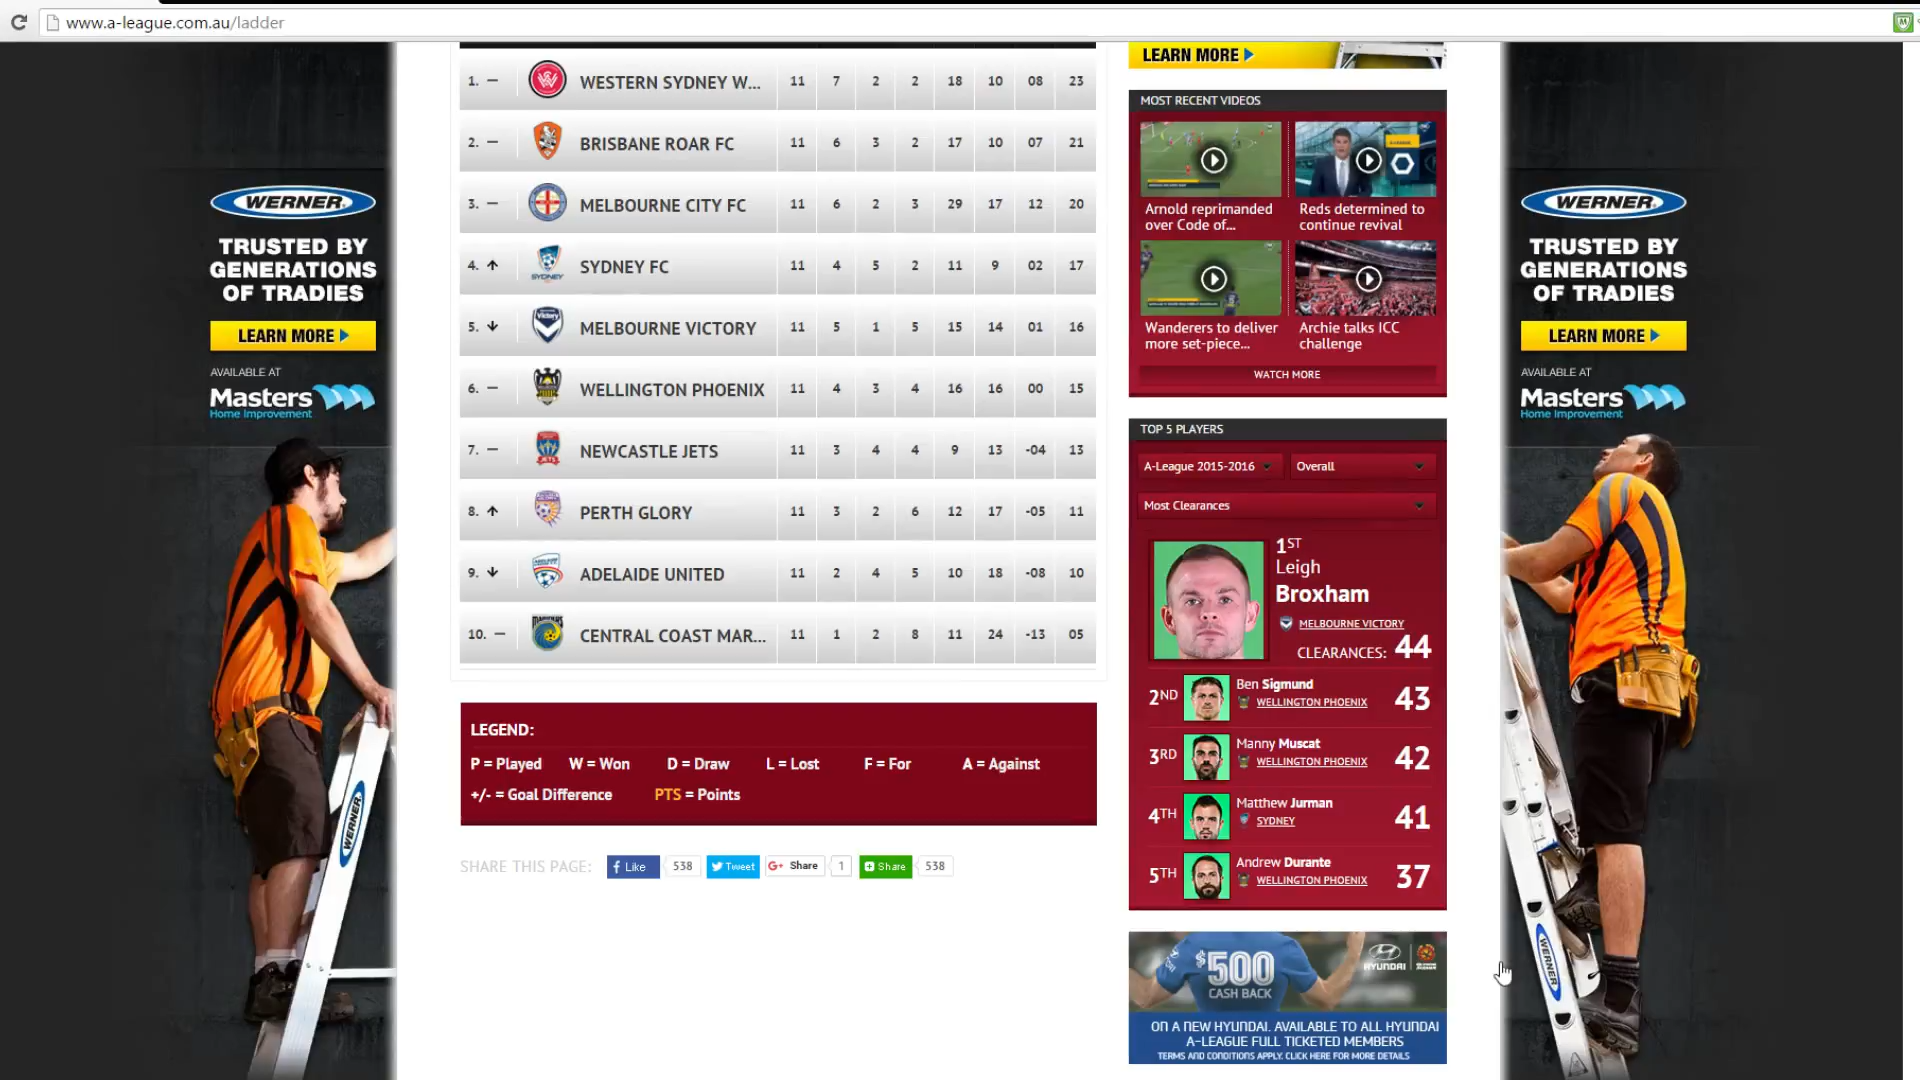 www.a-league.com.au/ladder
1. WESTERN SYDNEY W... 11 7 2 2 18 10 08 23
2. BRISBANE ROAR FC 11 6 3 2 17 10 07 21
3. MELBOURNE CITY FC 11 6 2 3 29 17 12 20
4. SYDNEY FC 11 4 5 2 11 9 02 17
5. MELBOURNE VICTORY 11 5 1 5 15 14 01 16
6. WELLINGTON PHOENIX 11 4 3 4 16 16 00 15
7. NEWCASTLE JETS 11 3 4 4 9 13 -04 13
8. PERTH GLORY 11 3 2 6 12 17 -05 11
9. ADELAIDE UNITED 11 2 4 5 10 18 -08 10
10. CENTRAL COAST MAR... 11 1 2 8 11 24 -13 05
LEGEND:
P = Played W = Won D = Draw L = Lost F = For A = Against
+/- = Goal Difference PTS = Points
SHARE THIS PAGE: Like 538 Tweet Share 1 Share 538
LEARN MORE
MOST RECENT VIDEOS
Arnold reprimanded
over Code of...
Reds determined to
continue revival
Wanderers to deliver
more set-piece...
Archie talks ICC
challenge
WATCH MORE
TOP 5 PLAYERS
A-League 2015-2016 Overall
Most Clearances
1ST
Leigh
Broxham
MELBOURNE VICTORY
CLEARANCES: 44
2ND Ben Sigmund
WELLINGTON PHOENIX 43
3RD Manny Muscat
WELLINGTON PHOENIX 42
4TH Matthew Jurman
SYDNEY 41
5TH Andrew Durante
WELLINGTON PHOENIX 37
$500
CASH BACK
HYUNDAI
ON A NEW HYUNDAI. AVAILABLE TO ALL HYUNDAI
A-LEAGUE FULL TICKETED MEMBERS
TERMS AND CONDITIONS APPLY. CLICK HERE FOR MORE DETAILS
WERNER
TRUSTED BY
GENERATIONS
OF TRADIES
LEARN MORE
AVAILABLE AT
Masters
Home Improvement
WERNER
WERNER
TRUSTED BY
GENERATIONS
OF TRADIES
LEARN MORE
AVAILABLE AT
Masters
Home Improvement
WERNER